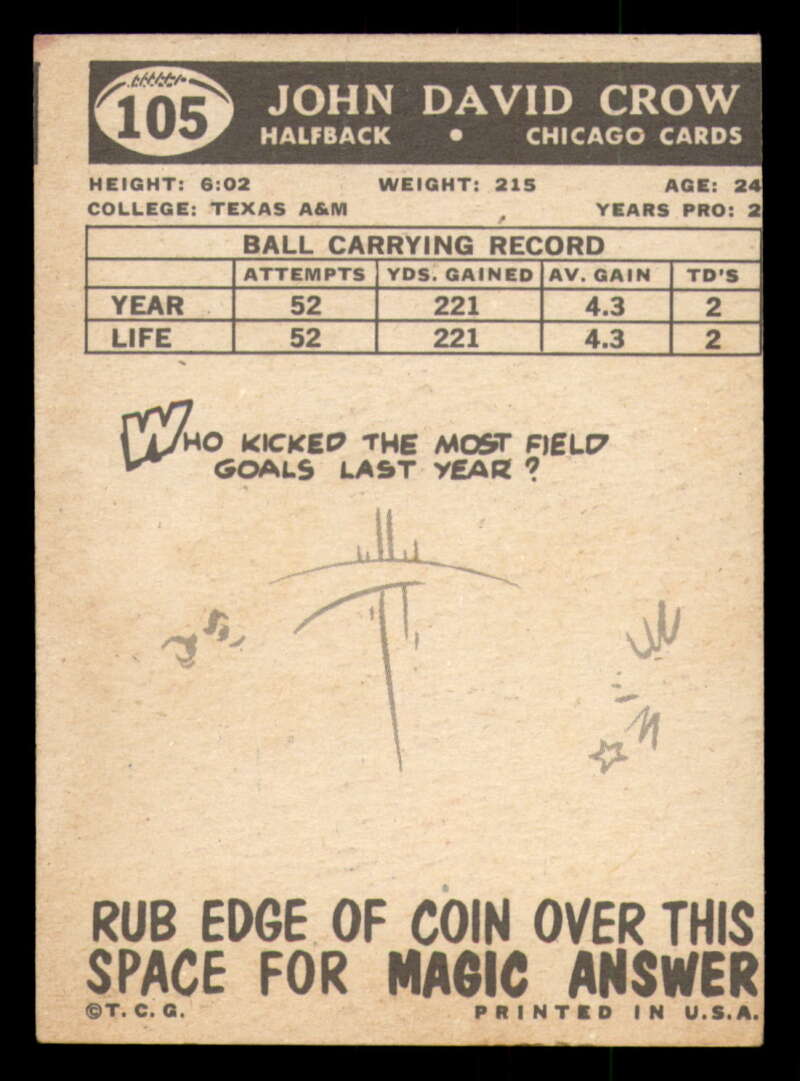 105
JOHN DAVID CROW
HALFBACK • CHICAGO CARDS
HEIGHT: 6:02 WEIGHT: 215 AGE: 24
COLLEGE: TEXAS A&M YEARS PRO: 2
BALL CARRYING RECORD
ATTEMPTS YDS. GAINED AV. GAIN TD'S
YEAR 52 221 4.3 2
LIFE 52 221 4.3 2
WHO KICKED THE MOST FIELD
GOALS LAST YEAR?
RUB EDGE OF COIN OVER THIS
SPACE FOR MAGIC ANSWER
©T.C.G. PRINTED IN U.S.A.